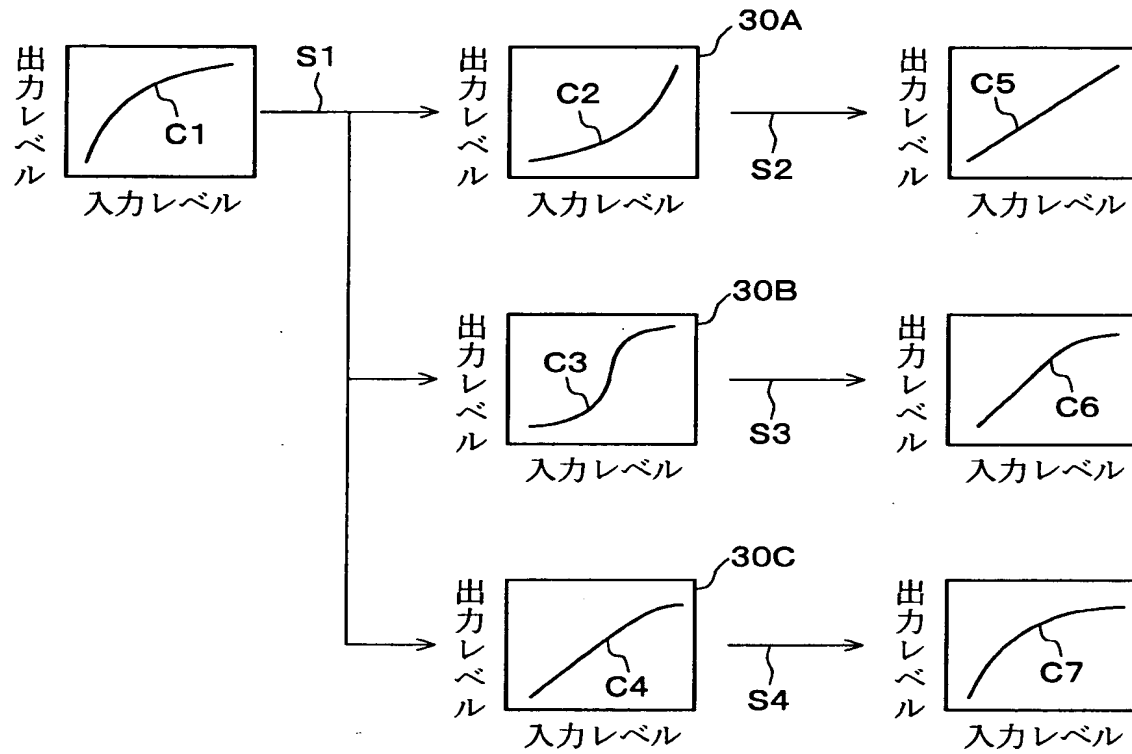 30A
出力レベル
C1
入力レベル
S1
出力レベル
C2
入力レベル
S2
出力レベル
C5
入力レベル
30B
出力レベル
C3
入力レベル
S3
出力レベル
C6
入力レベル
30C
出力レベル
C4
入力レベル
S4
出力レベル
C7
入力レベル